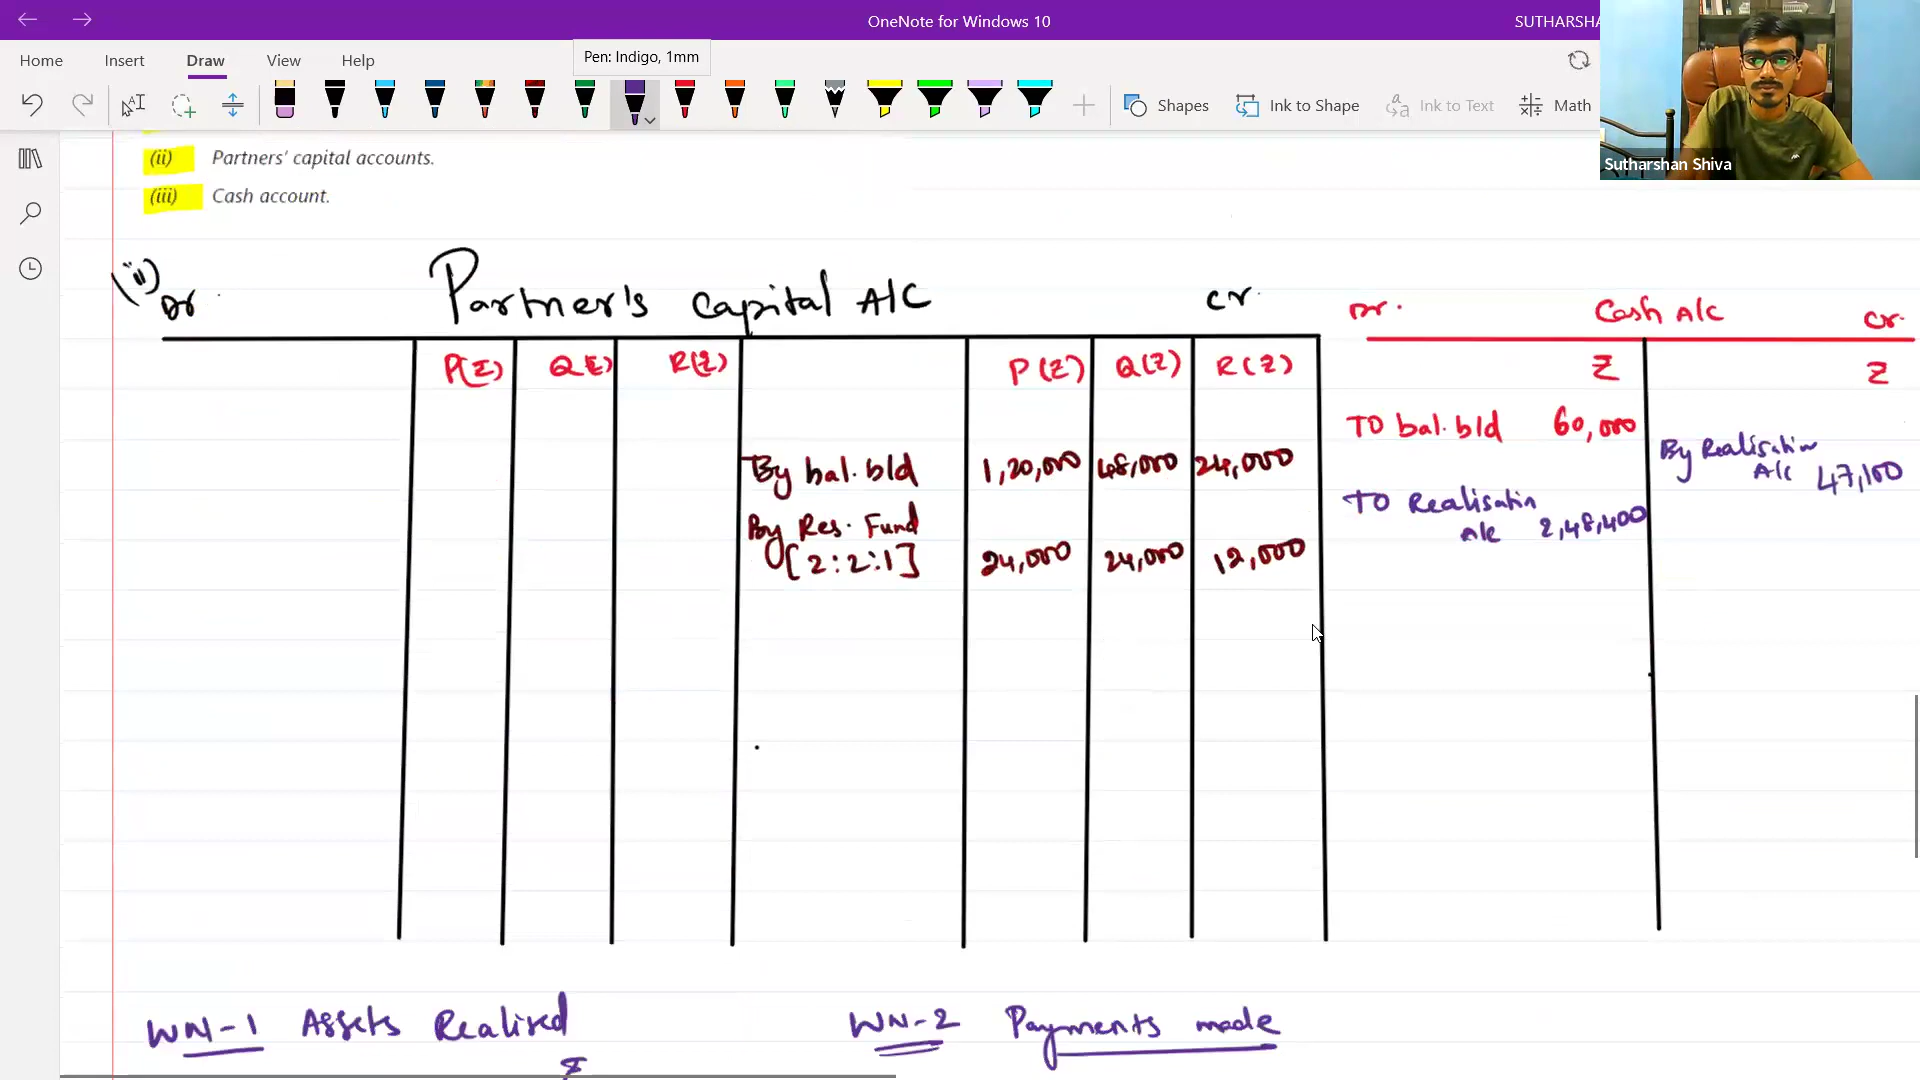 OneNote for Windows 10
SUTHARSHA
Home Insert Draw View Help
Pen: Indigo, 1mm
Shapes Ink to Shape Ink to Text Math
Sutharshan Shiva
(ii) Partners' capital accounts.
(iii) Cash account.
(ii) Dr. Partner's Capital A/C Cr.
P(₹) Q(₹) R(₹) P(₹) Q(₹) R(₹)
By bal. b/d 1,20,000 48,000 24,000
By Res. Fund
[2:2:1] 24,000 24,000 12,000
Dr. Cash A/C Cr.
₹ ₹
TO bal. b/d 60,000
By Realisation
A/c 47,100
TO Realisation
A/c 2,48,400
WN-1 Assets Realised
₹
WN-2 Payments made